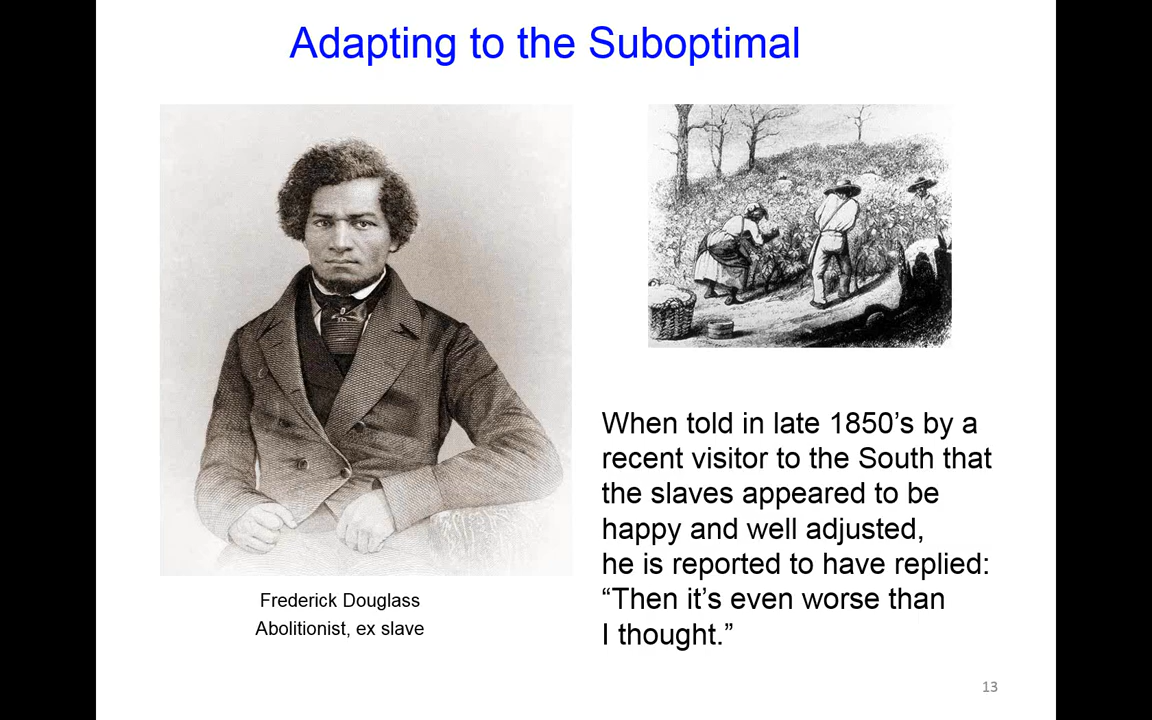 Adapting to the Suboptimal
Frederick Douglass
Abolitionist, ex slave
When told in late 1850’s by a
recent visitor to the South that
the slaves appeared to be
happy and well adjusted,
he is reported to have replied:
“Then it’s even worse than
I thought.”
13